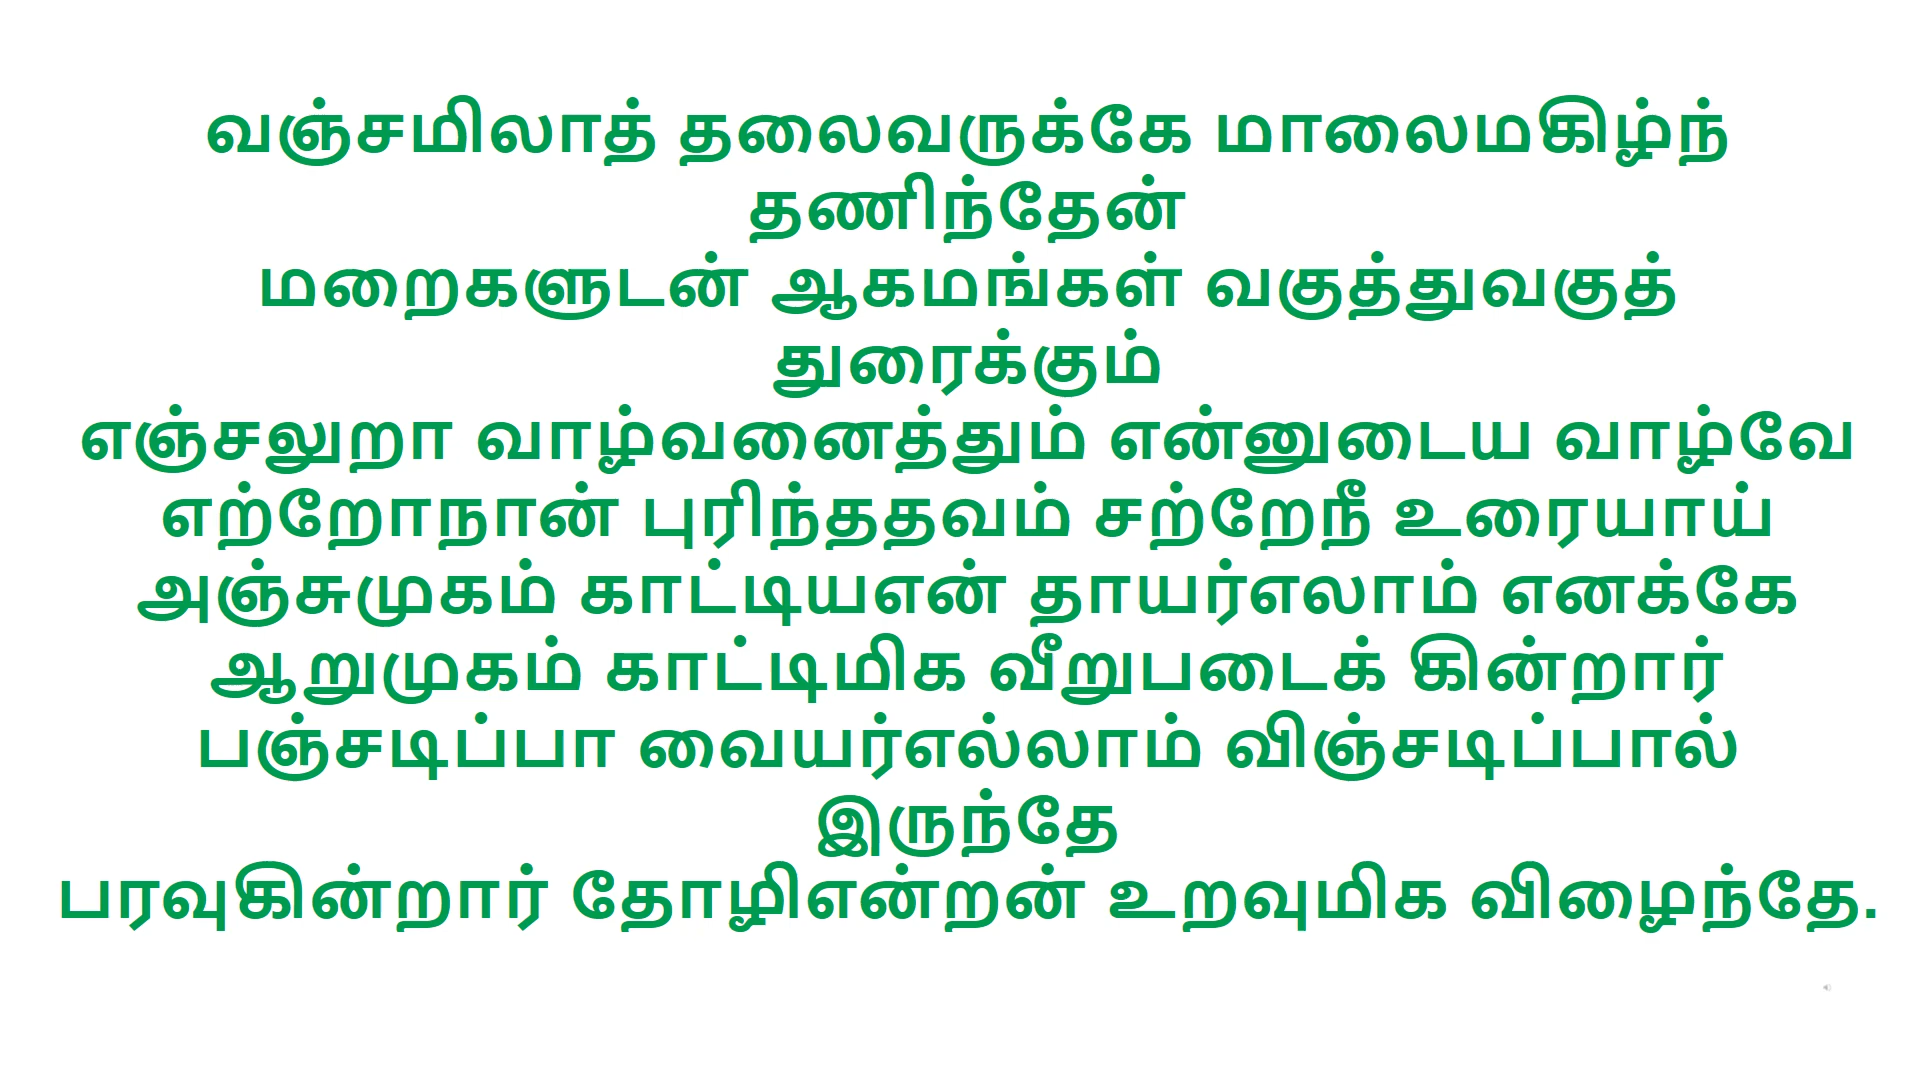 வஞ்சமிலாத் தலைவருக்கே மாலைமகிழ்ந்
தணிந்தேன்
மறைகளுடன் ஆகமங்கள் வகுத்துவகுத்
துரைக்கும்
எஞ்சலுறா வாழ்வனைத்தும் என்னுடைய வாழ்வே
எற்றோநான் புரிந்ததவம் சற்றேநீ உரையாய்
அஞ்சுமுகம் காட்டியஎன் தாயர்எலாம் எனக்கே
ஆறுமுகம் காட்டிமிக வீறுபடைக் கின்றார்
பஞ்சடிப்பா வையர்எல்லாம் விஞ்சடிப்பால்
இருந்தே
பரவுகின்றார் தோழிஎன்றன் உறவுமிக விழைந்தே.